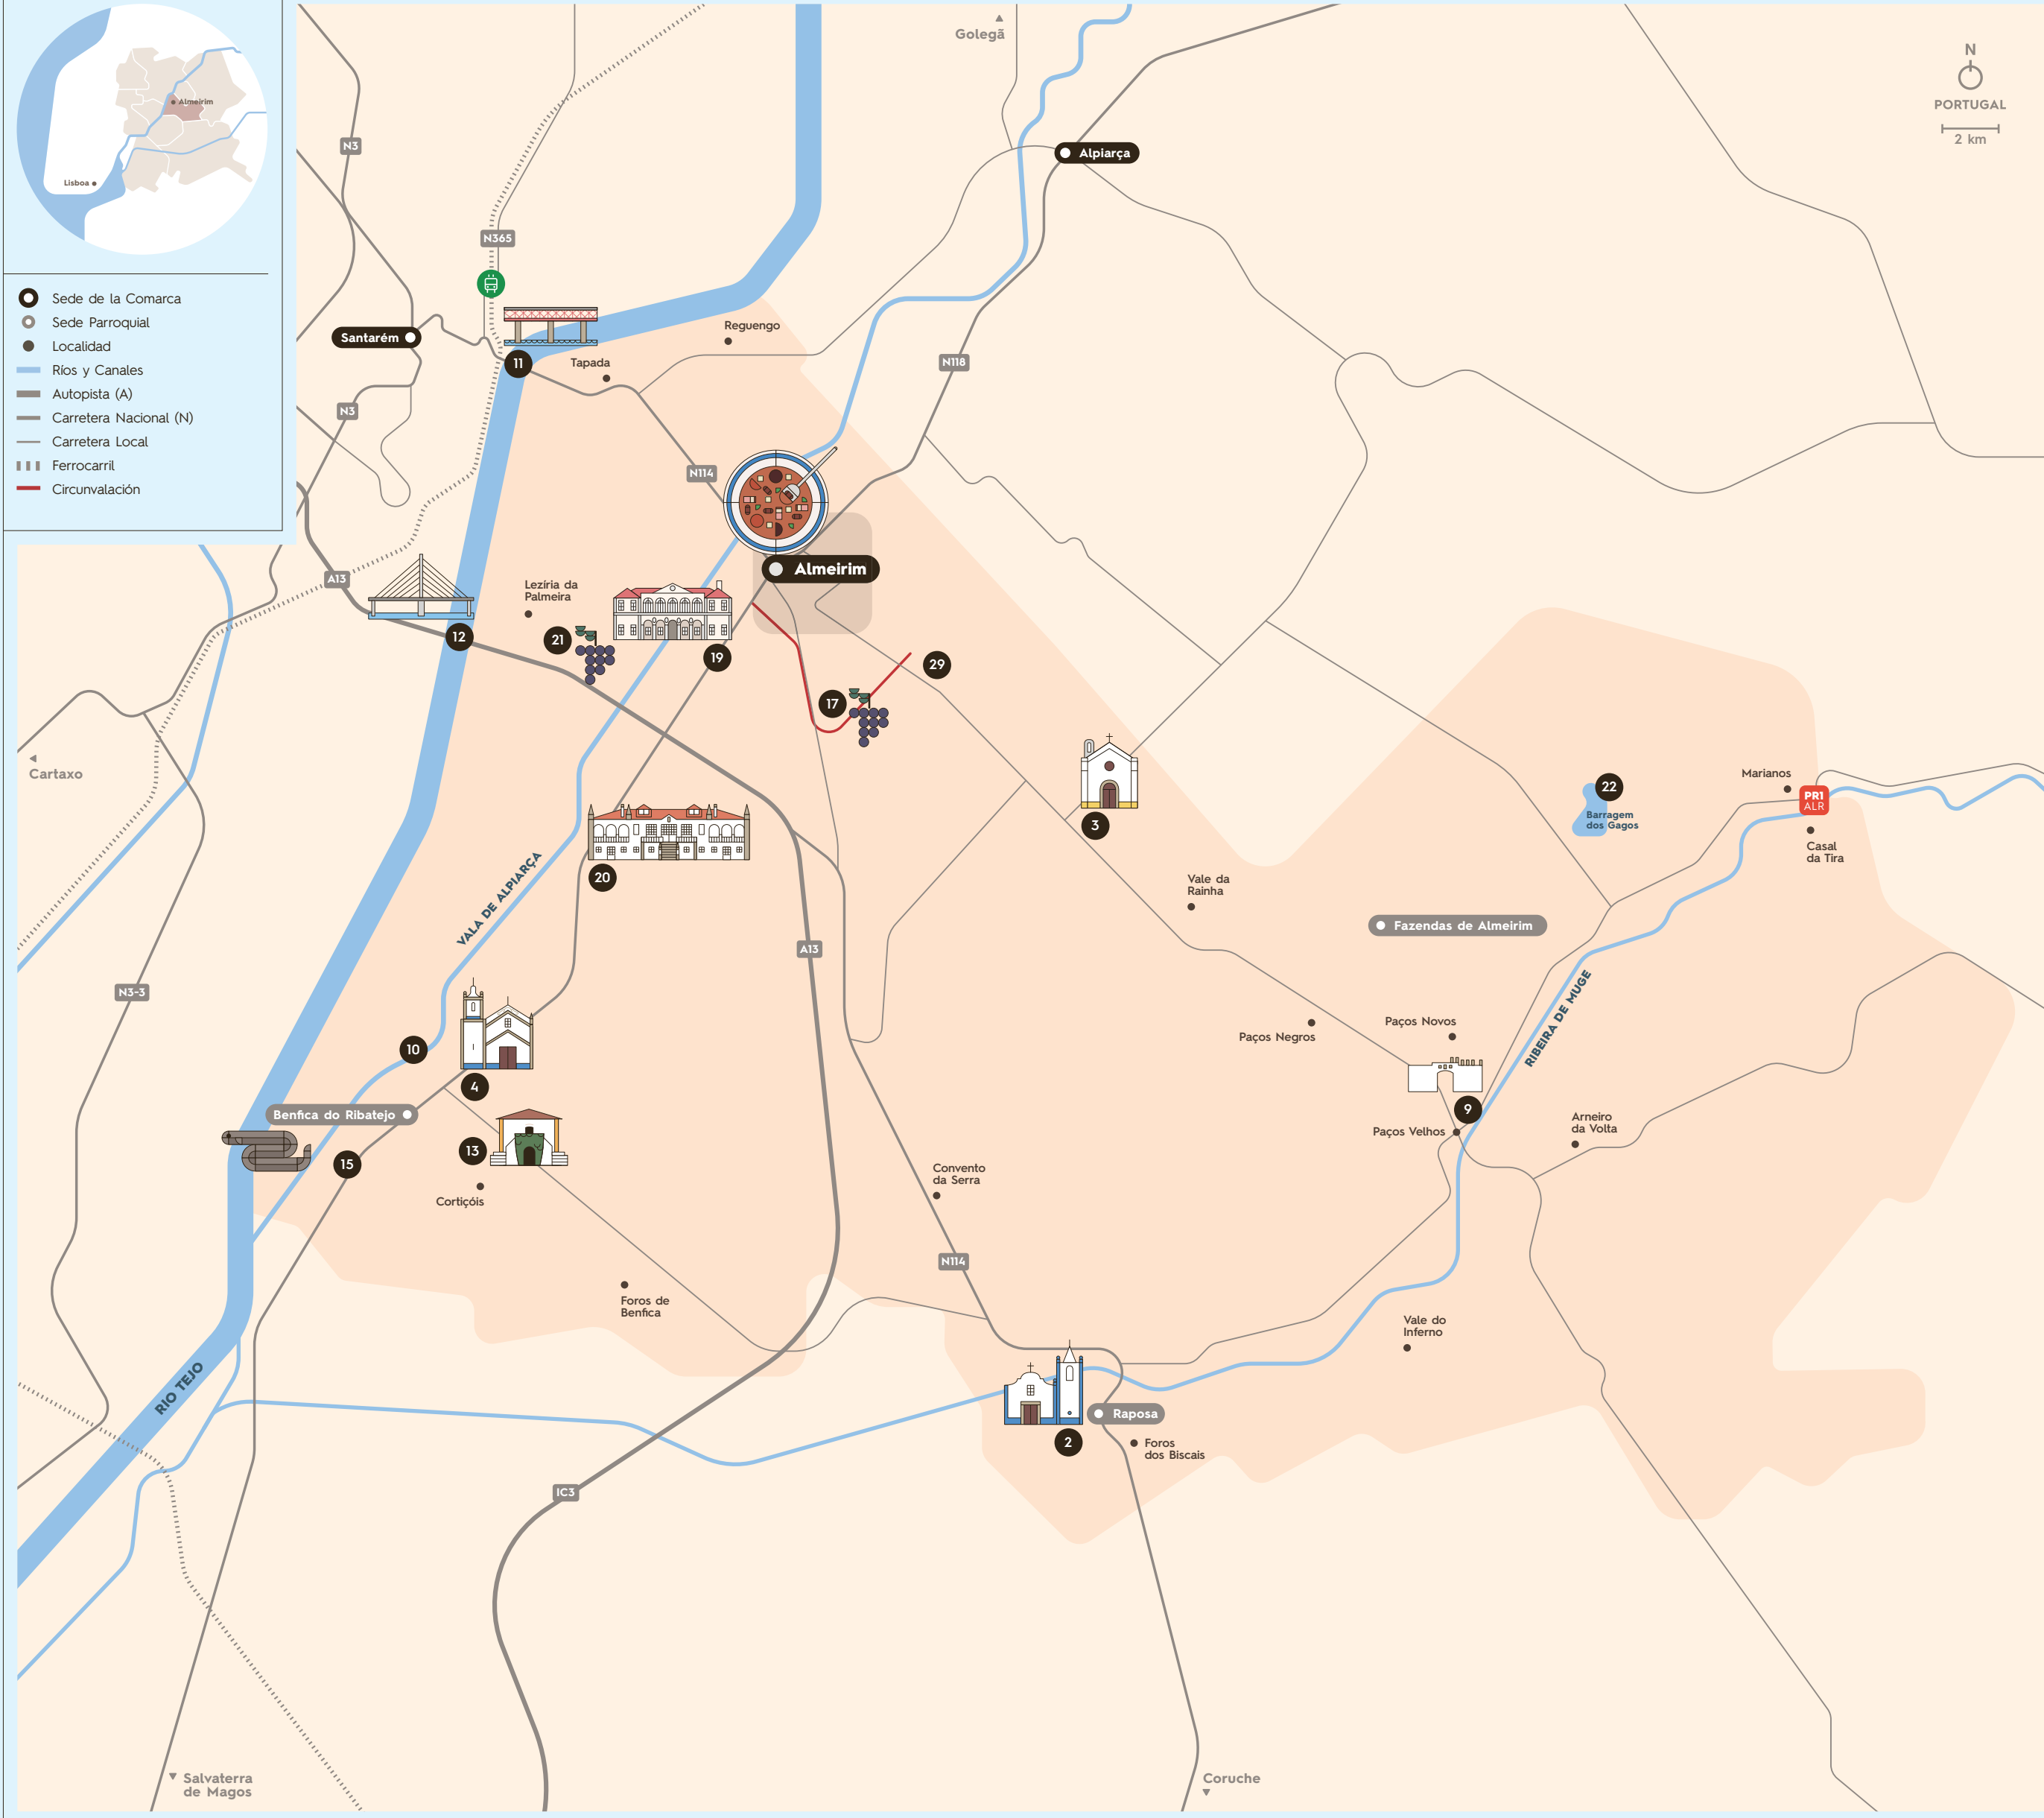 Almeirim
Lisboa
Sede de la Comarca
Sede Parroquial
Localidad
Ríos y Canales
Autopista (A)
Carretera Nacional (N)
Carretera Local
Ferrocarril
Circunvalación
Golegã
N
PORTUGAL
2 km
N3
Alpiarça
N365
Santarém
Reguengo
11
Tapada
N118
N3
N114
A13
Almeirim
Lezíria da
Palmeira
12
21
19
29
17
Cartaxo
Marianos
22
PR1
ALR
Barragem
dos Gagos
3
Casal
da Tira
20
VALA DE ALPIARÇA
Vale da
Rainha
Fazendas de Almeirim
A13
N3-3
RIBEIRA DE MUGE
Paços Negros
Paços Novos
10
4
9
Benfica do Ribatejo
Arneiro
da Volta
Paços Velhos
13
15
Convento
da Serra
Cortiçóis
N114
Foros de
Benfica
Vale do
Inferno
RIO TEJO
Raposa
2
Foros
dos Biscais
IC3
Salvaterra
de Magos
Coruche